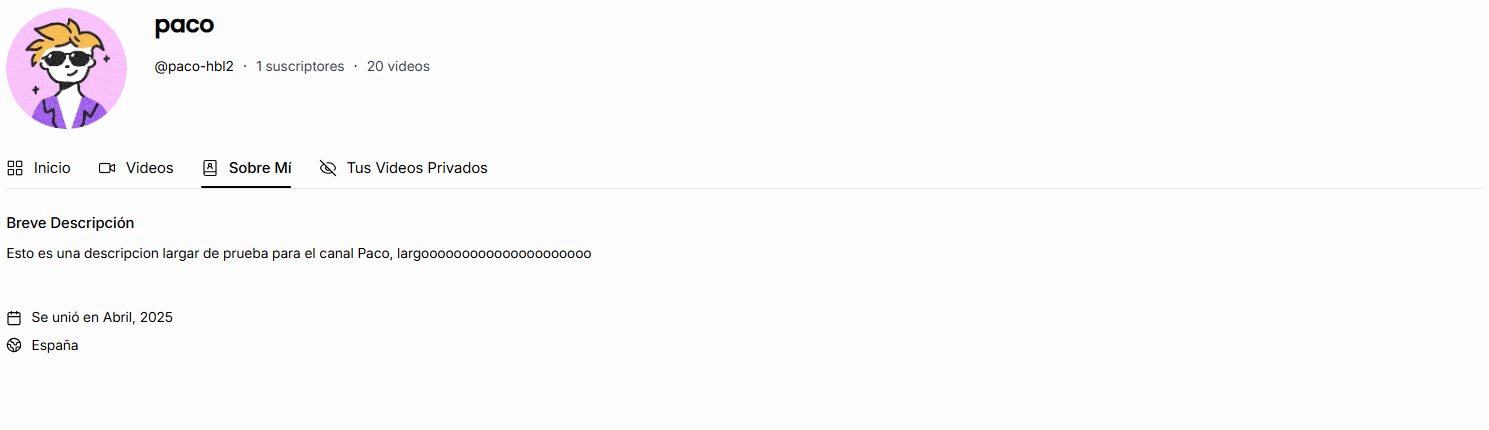 paco
@paco-hbl2 · 1 suscriptores · 20 videos
Inicio Videos Sobre Mí Tus Videos Privados
Breve Descripción
Esto es una descripcion largar de prueba para el canal Paco, largooooooooooooooooooooo
Se unió en Abril, 2025
España